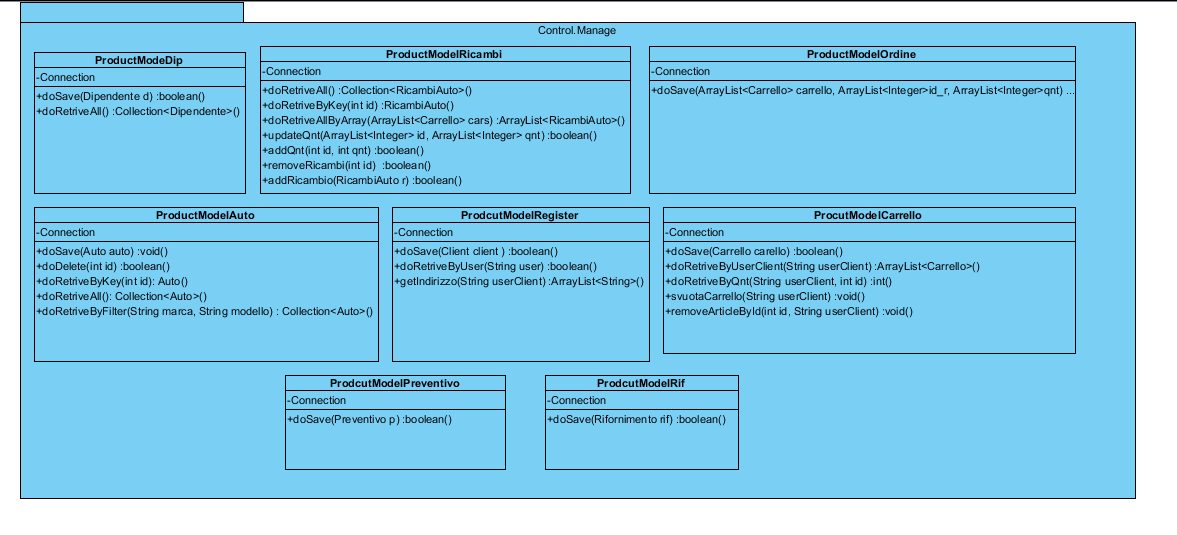 Control.Manage
ProductModeDip
-Connection
+doSave(Dipendente d) :boolean()
+doRetriveAll() :Collection<Dipendente>()
ProductModelRicambi
-Connection
+doRetriveAll() :Collection<RicambiAuto>()
+doRetriveByKey(int id) :RicambiAuto()
+doRetriveAllByArray(ArrayList<Carrello> cars) :ArrayList<RicambiAuto>()
+updateQnt(ArrayList<Integer> id, ArrayList<Integer> qnt) :boolean()
+addQnt(int id, int qnt) :boolean()
+removeRicambi(int id) :boolean()
+addRicambio(RicambiAuto r) :boolean()
ProductModelOrdine
-Connection
+doSave(ArrayList<Carrello> carrello, ArrayList<Integer>id_r, ArrayList<Integer>qnt) ...
ProductModelAuto
-Connection
+doSave(Auto auto) :void()
+doDelete(int id) :boolean()
+doRetriveByKey(int id): Auto()
+doRetriveAll(): Collection<Auto>()
+doRetriveByFilter(String marca, String modello) : Collection<Auto>()
ProdcutModelRegister
-Connection
+doSave(Client client ) :boolean()
+doRetriveByUser(String user) :boolean()
+getIndirizzo(String userClient) :ArrayList<String>()
ProcutModelCarrello
-Connection
+doSave(Carrello carello) :boolean()
+doRetriveByUserClient(String userClient) :ArrayList<Carrello>()
+doRetriveByQnt(String userClient, int id) :int()
+svuotaCarrello(String userClient) :void()
+removeArticleById(int id, String userClient) :void()
ProdcutModelPreventivo
-Connection
+doSave(Preventivo p) :boolean()
ProdcutModelRif
-Connection
+doSave(Rifornimento rif) :boolean()